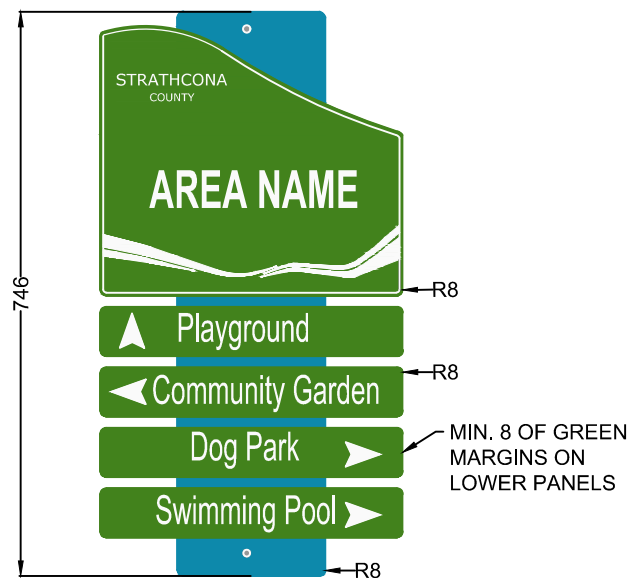 STRATHCONA
COUNTY
AREA NAME
746
R8
Playground
R8
Community Garden
Dog Park
MIN. 8 OF GREEN
MARGINS ON
LOWER PANELS
Swimming Pool
R8